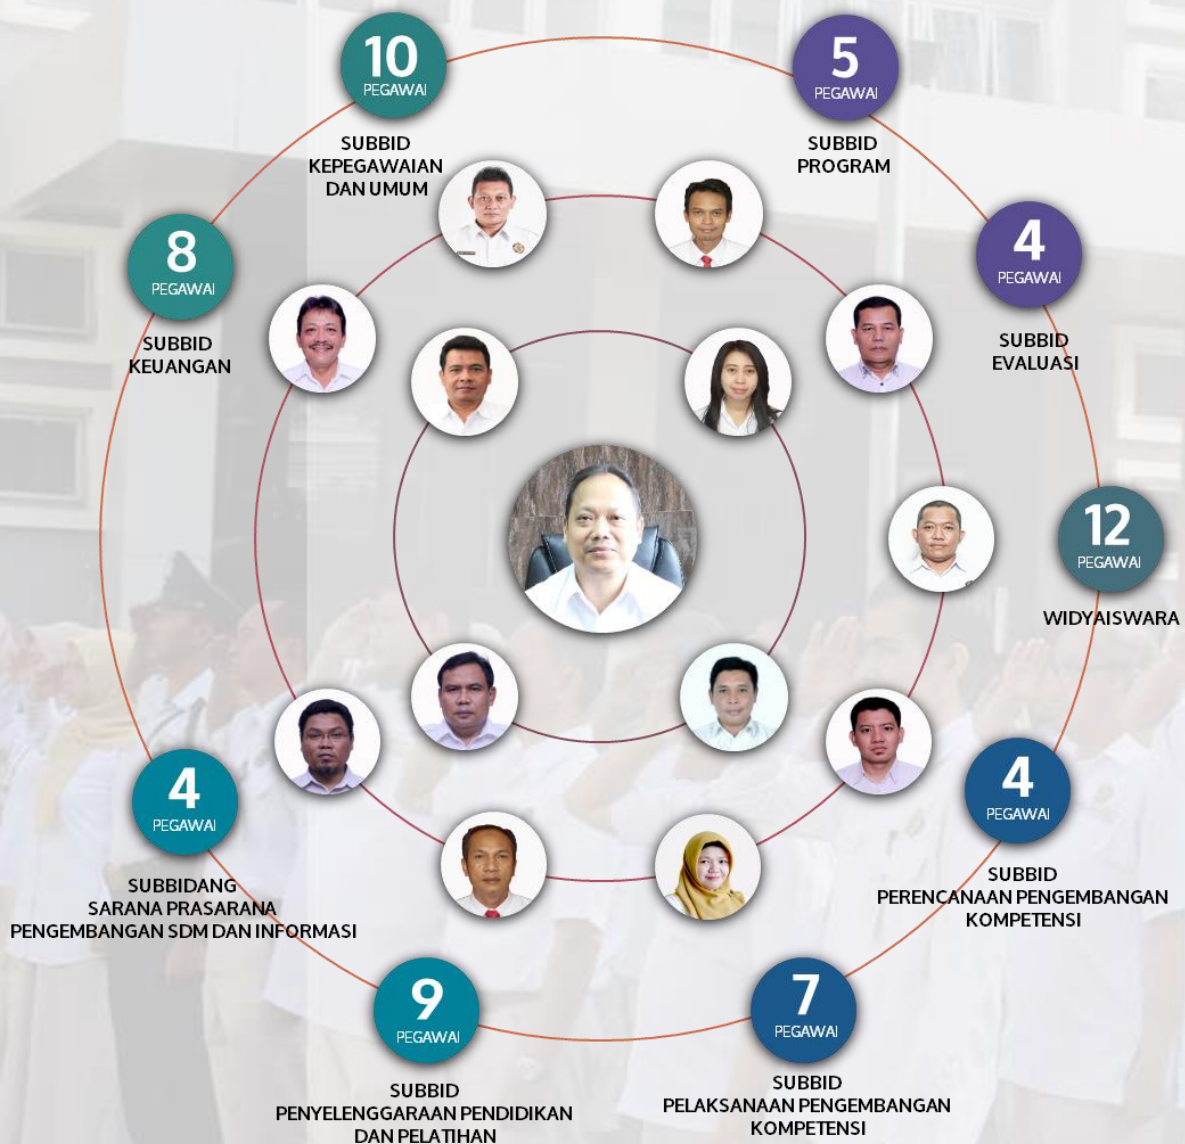 10
PEGAWAI
SUBBID
KEPEGAWAIAN
DAN UMUM
5
PEGAWAI
SUBBID
PROGRAM
8
PEGAWAI
SUBBID
KEUANGAN
4
PEGAWAI
SUBBID
EVALUASI
12
PEGAWAI
WIDYAISWARA
4
PEGAWAI
SUBBIDANG
SARANA PRASARANA
PENGEMBANGAN SDM DAN INFORMASI
4
PEGAWAI
SUBBID
PERENCANAAN PENGEMBANGAN
KOMPETENSI
9
PEGAWAI
SUBBID
PENYELENGGARAAN PENDIDIKAN
DAN PELATIHAN
7
PEGAWAI
SUBBID
PELAKSANAAN PENGEMBANGAN
KOMPETENSI